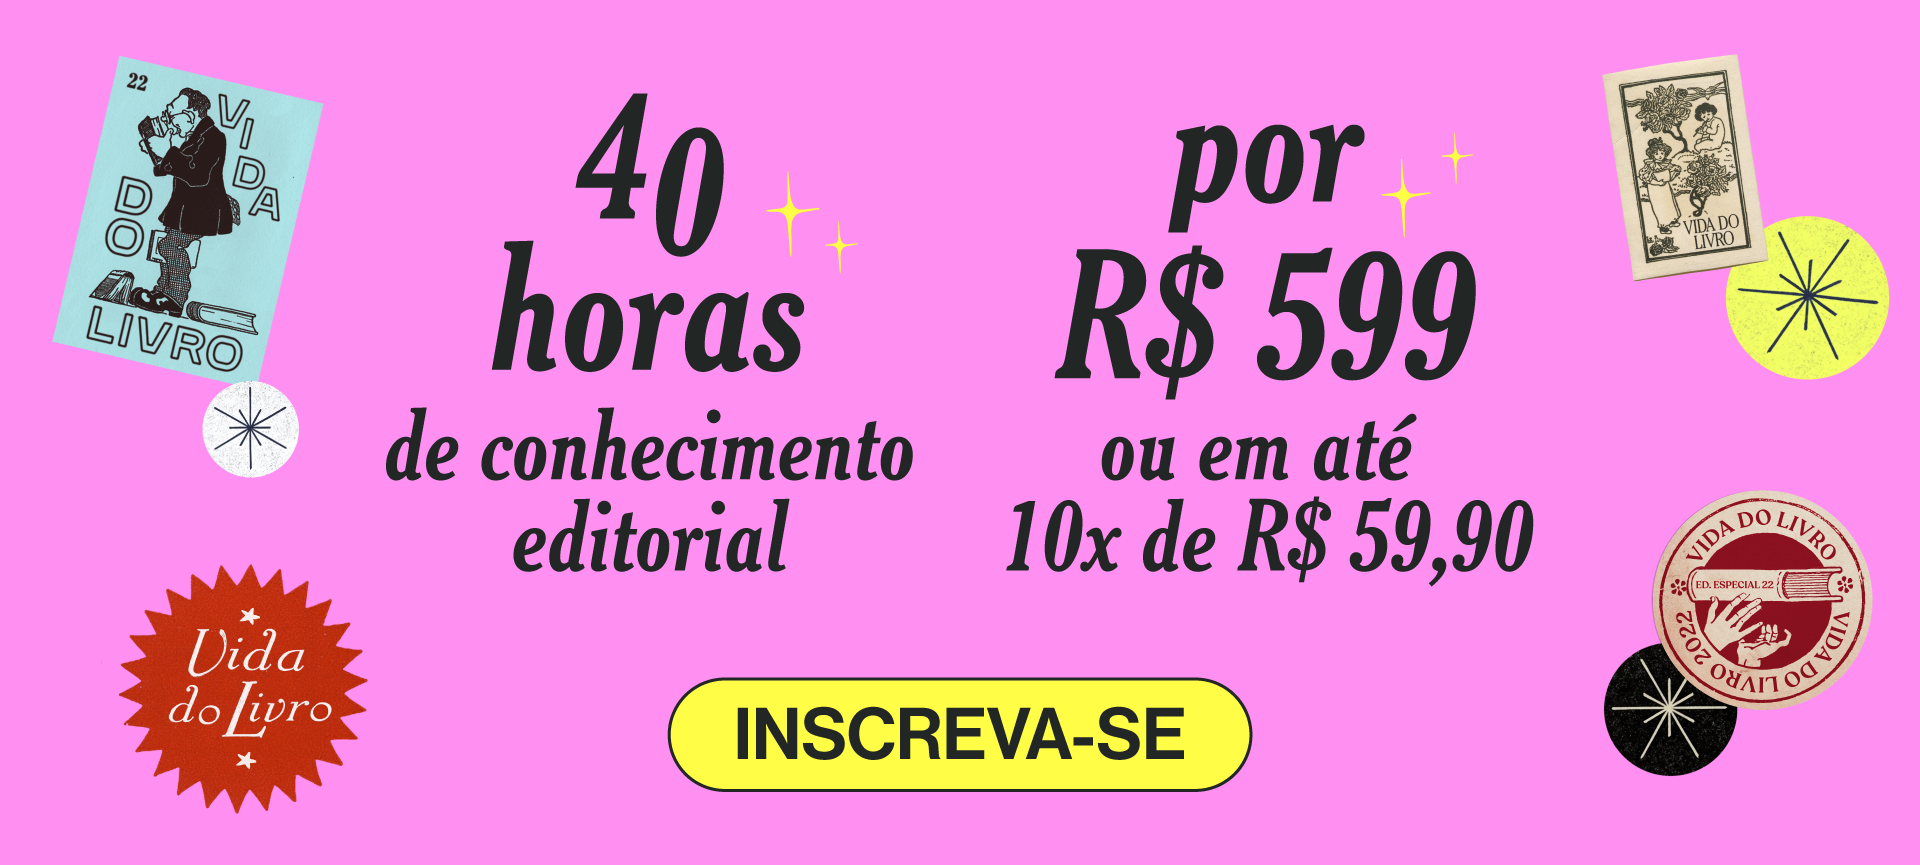 22
VIDA
DO
LIVRO
40
horas
de conhecimento
editorial
por
R$ 599
ou em até
10x de R$ 59,90
VIDA DO
LIVRO
Vida
do Livro
VIDA DO LIVRO
ED. ESPECIAL 22
VIDA DO LIVRO 2022
INSCREVA-SE